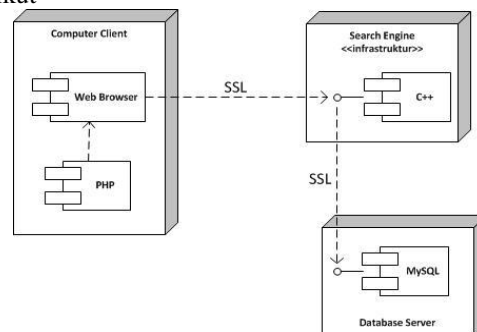 Computer Client
Web Browser
PHP
SSL
Search Engine
<<infrastruktur>>
C++
SSL
MySQL
Database Server